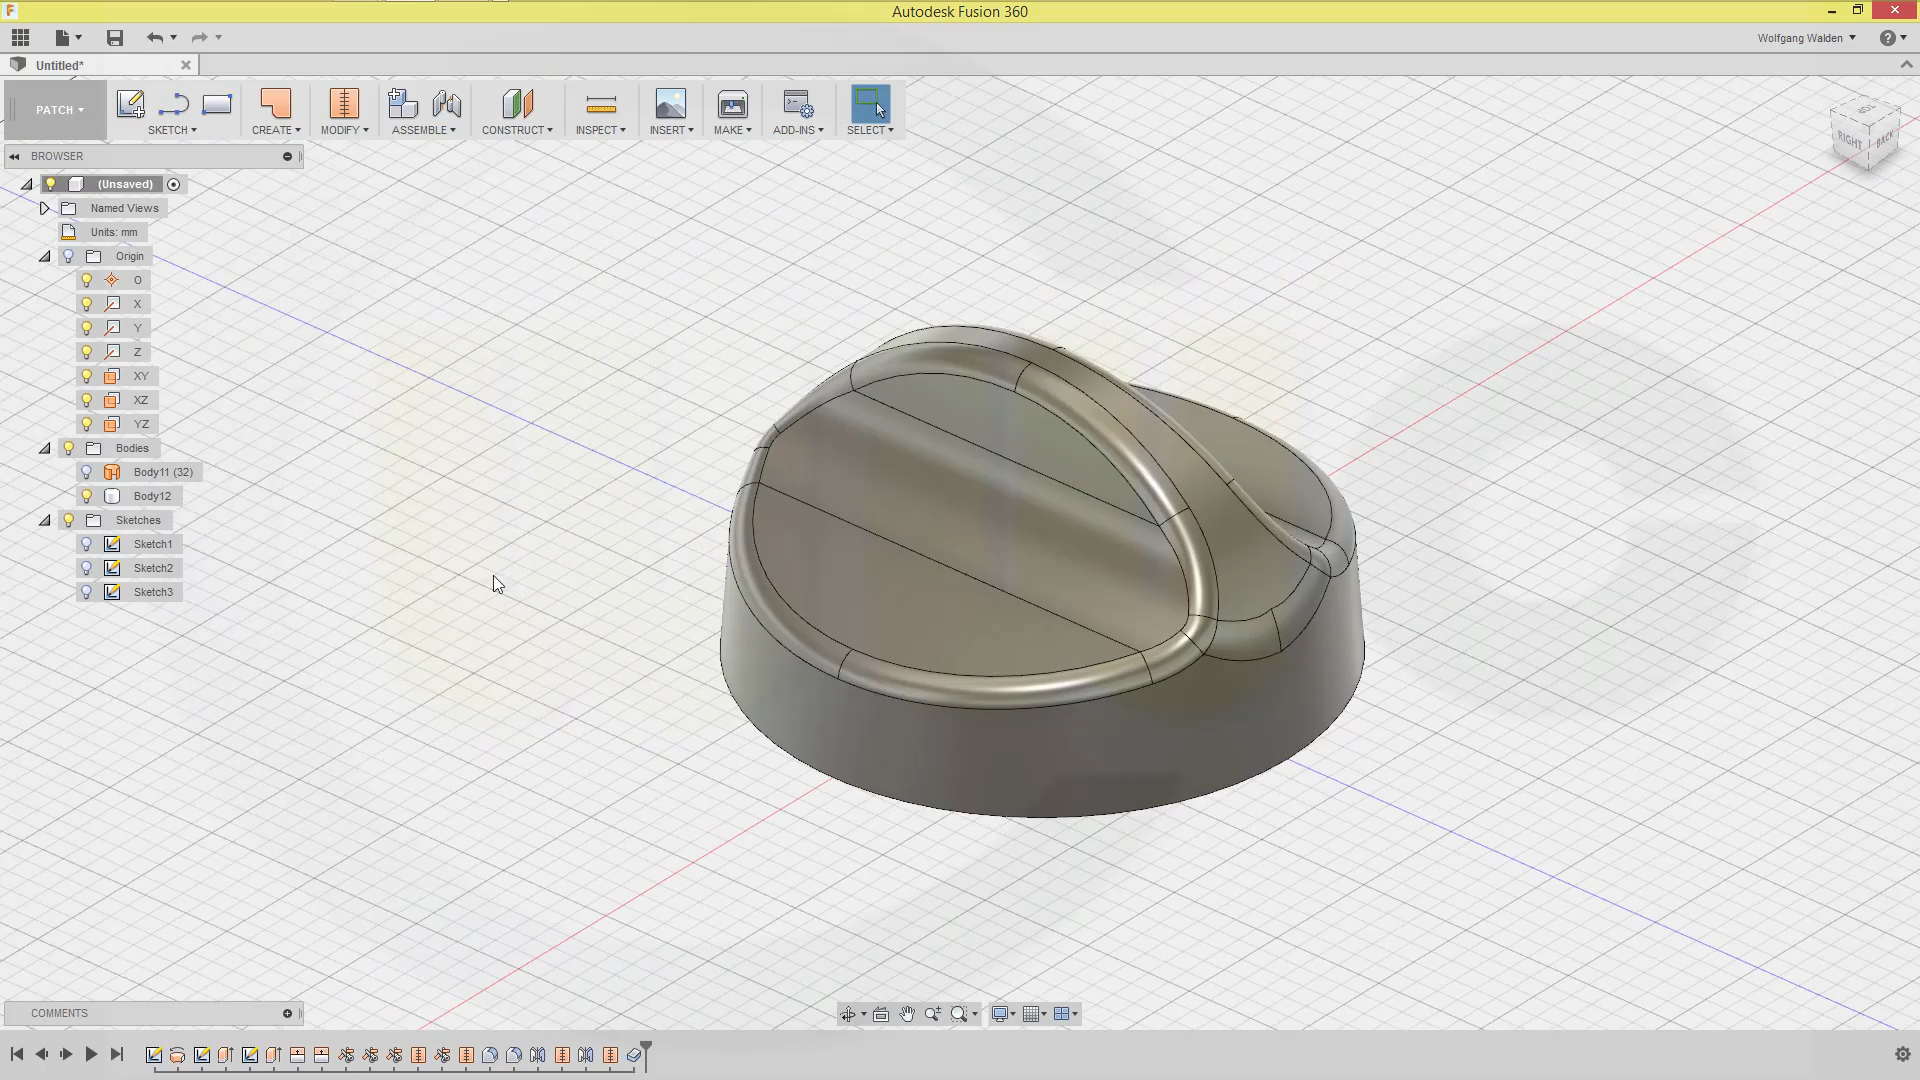 Autodesk Fusion 360
Wolfgang Walden
Untitled*
PATCH
SKETCH
CREATE
MODIFY
ASSEMBLE
CONSTRUCT
INSPECT
INSERT
MAKE
ADD-INS
SELECT
TOP
RIGHT
BACK
BROWSER
(Unsaved)
Named Views
Units: mm
Origin
O
X
Y
Z
XY
XZ
YZ
Bodies
Body11 (32)
Body12
Sketches
Sketch1
Sketch2
Sketch3
COMMENTS